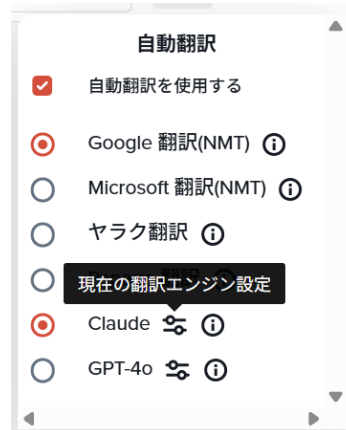 自動翻訳
自動翻訳を使用する
Google 翻訳(NMT)
Microsoft 翻訳(NMT)
ヤラク翻訳
現在の翻訳エンジン設定
Claude
GPT-4o